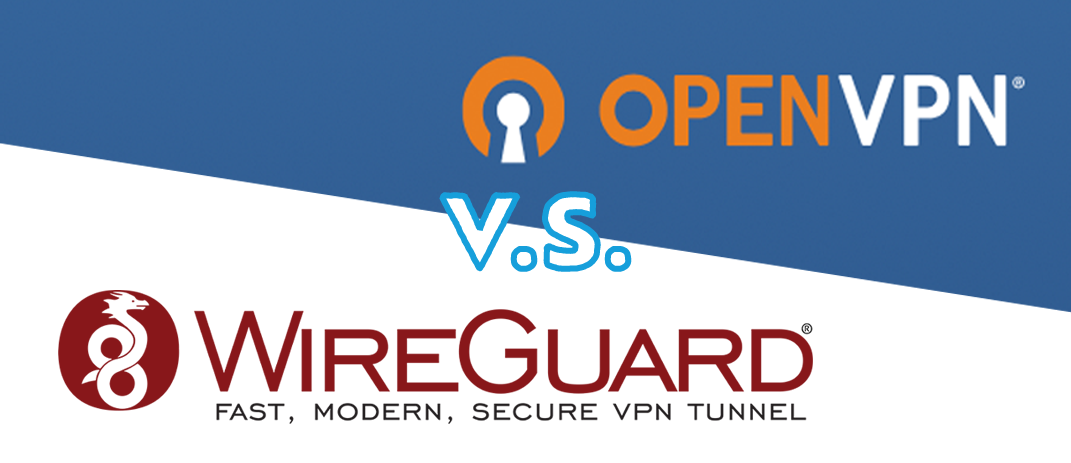 OPENVPN®
V.S.
WIREGUARD®
FAST, MODERN, SECURE VPN TUNNEL